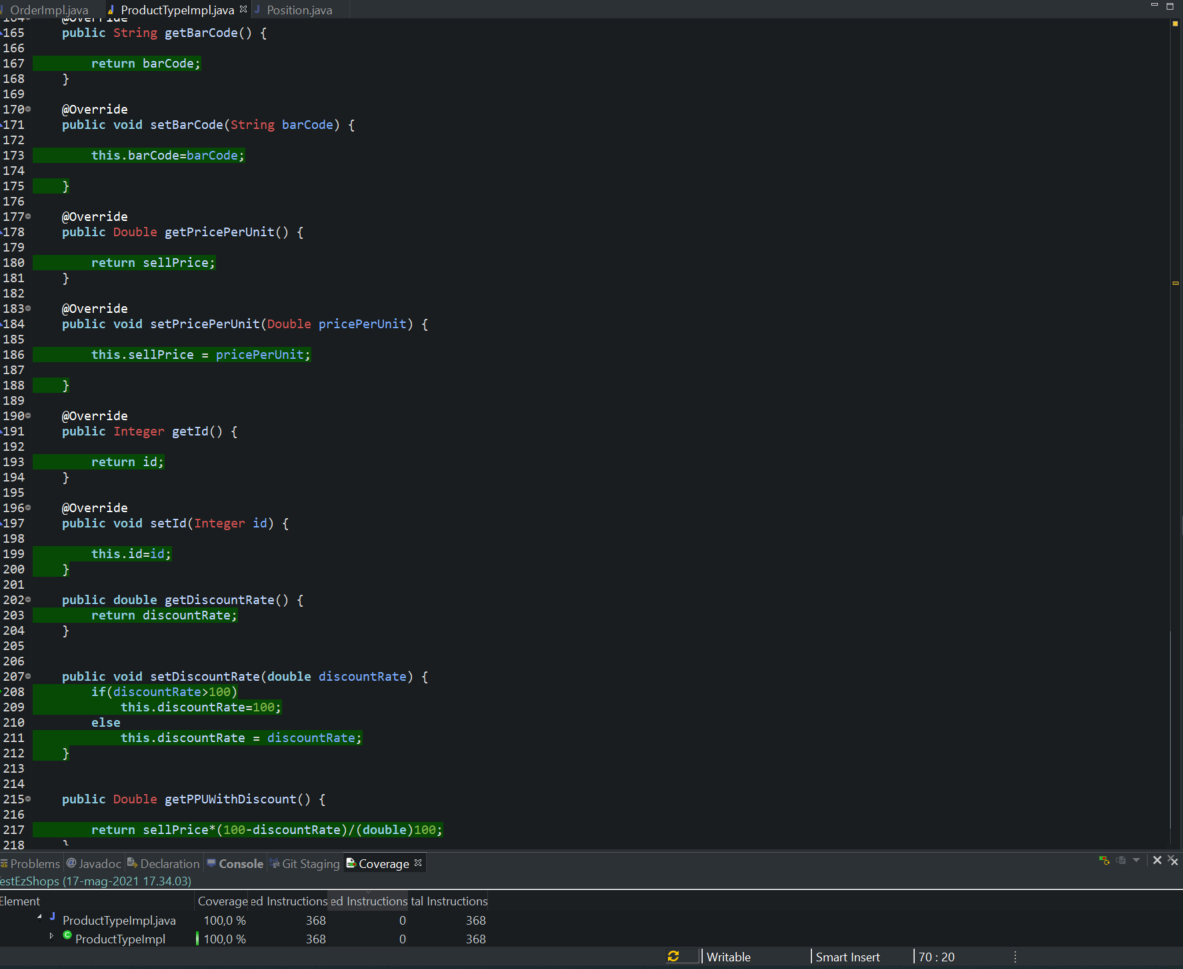 OrderImpl.java ProductTypeImpl.java Position.java
164 @Override
165 public String getBarCode() {
166
167 return barCode;
168 }
169
170 @Override
171 public void setBarCode(String barCode) {
172
173 this.barCode=barCode;
174
175 }
176
177 @Override
178 public Double getPricePerUnit() {
179
180 return sellPrice;
181 }
182
183 @Override
184 public void setPricePerUnit(Double pricePerUnit) {
185
186 this.sellPrice = pricePerUnit;
187
188 }
189
190 @Override
191 public Integer getId() {
192
193 return id;
194 }
195
196 @Override
197 public void setId(Integer id) {
198
199 this.id=id;
200 }
201
202 public double getDiscountRate() {
203 return discountRate;
204 }
205
206
207 public void setDiscountRate(double discountRate) {
208 if(discountRate>100)
209 this.discountRate=100;
210 else
211 this.discountRate = discountRate;
212 }
213
214
215 public Double getPPUWithDiscount() {
216
217 return sellPrice*(100-discountRate)/(double)100;
218 }
Problems Javadoc Declaration Console Git Staging Coverage
estEzShops (17-mag-2021 17.34.03)
Element Coverage ed Instructions ed Instructions tal Instructions
ProductTypeImpl.java 100,0 % 368 0 368
ProductTypeImpl 100,0 % 368 0 368
Writable Smart Insert 70 : 20